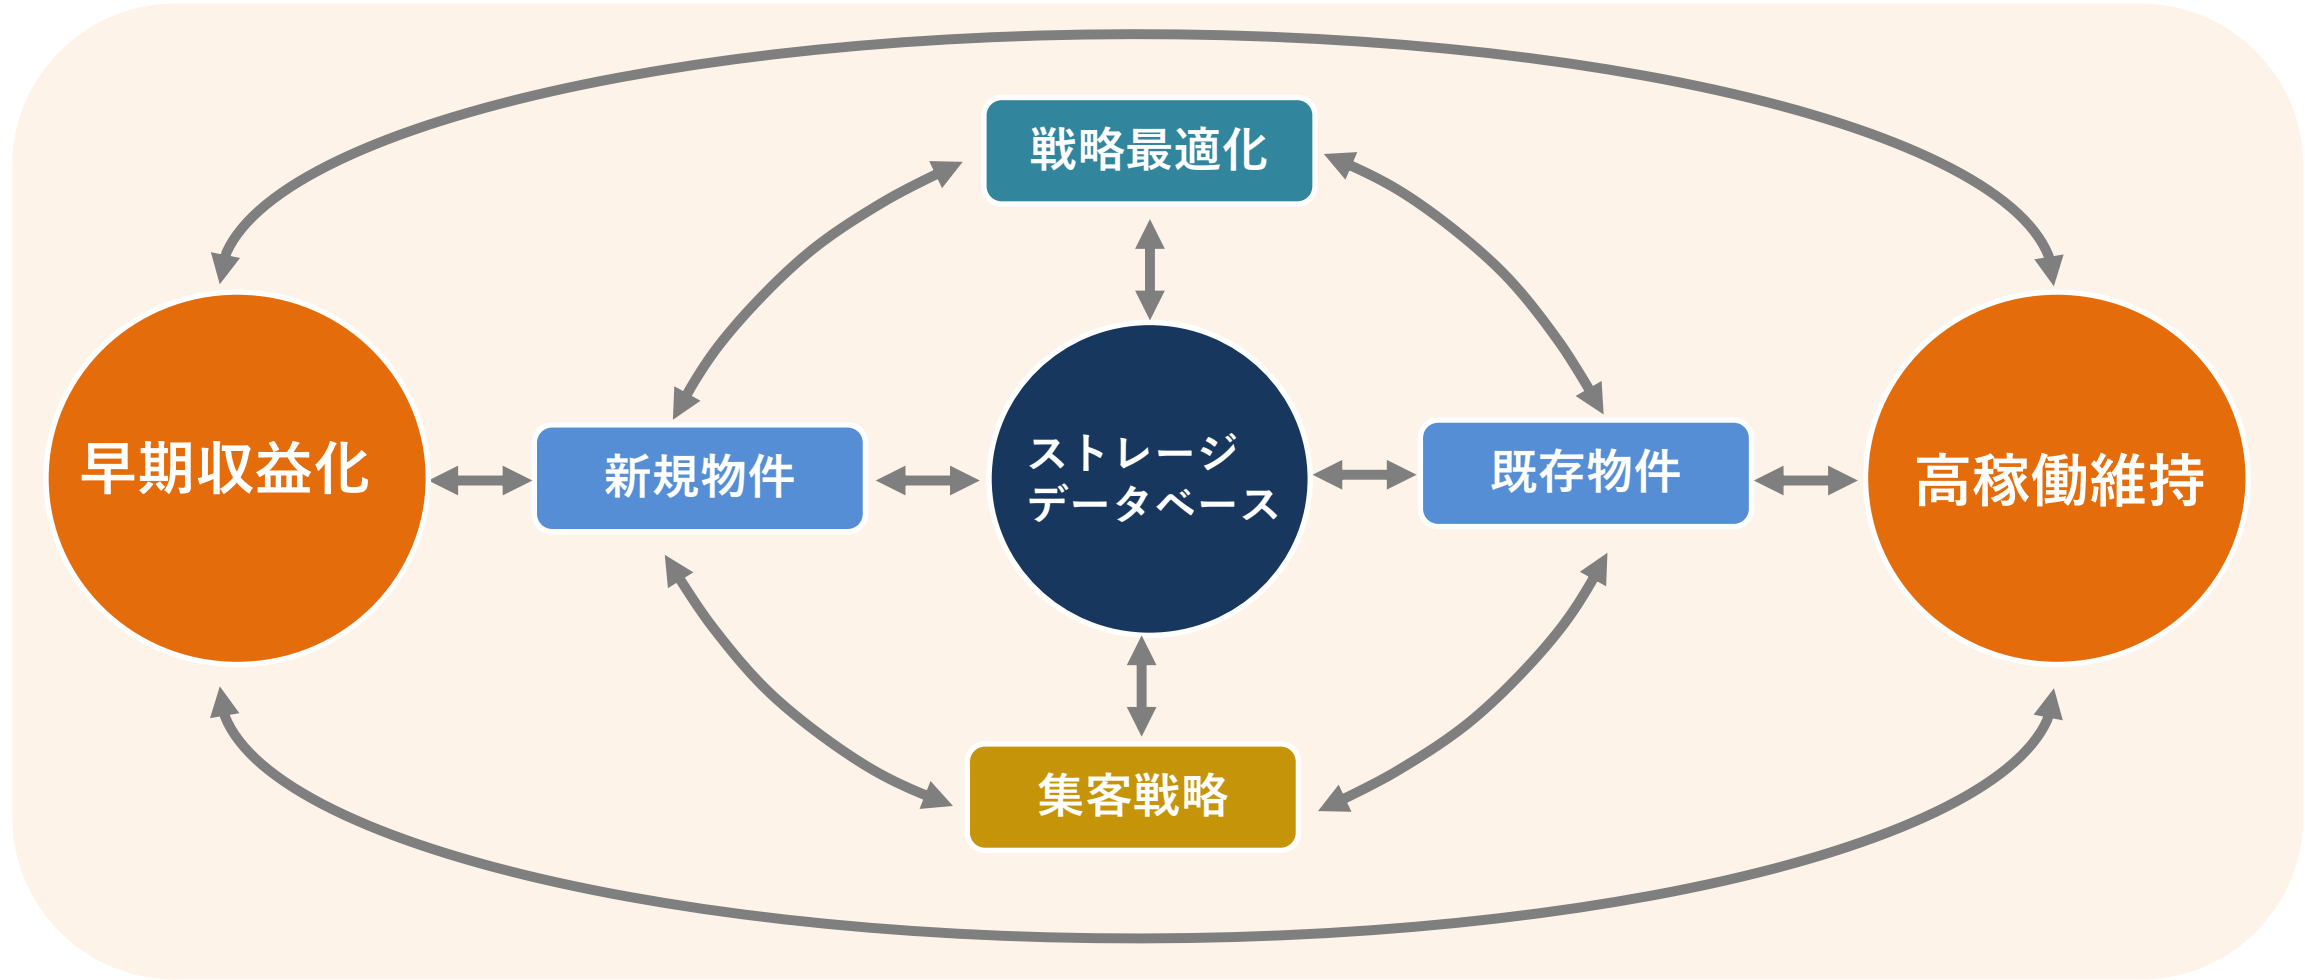 戦略最適化
早期収益化
新規物件
ストレージ
データベース
既存物件
高稼働維持
集客戦略